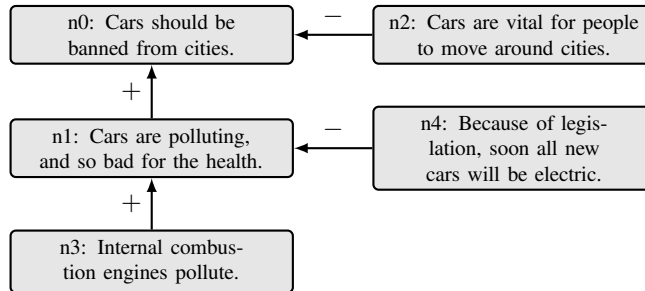 n0: Cars should be
banned from cities.
−
n2: Cars are vital for people
to move around cities.
+
n1: Cars are polluting,
and so bad for the health.
−
n4: Because of legis-
lation, soon all new
cars will be electric.
+
n3: Internal combus-
tion engines pollute.